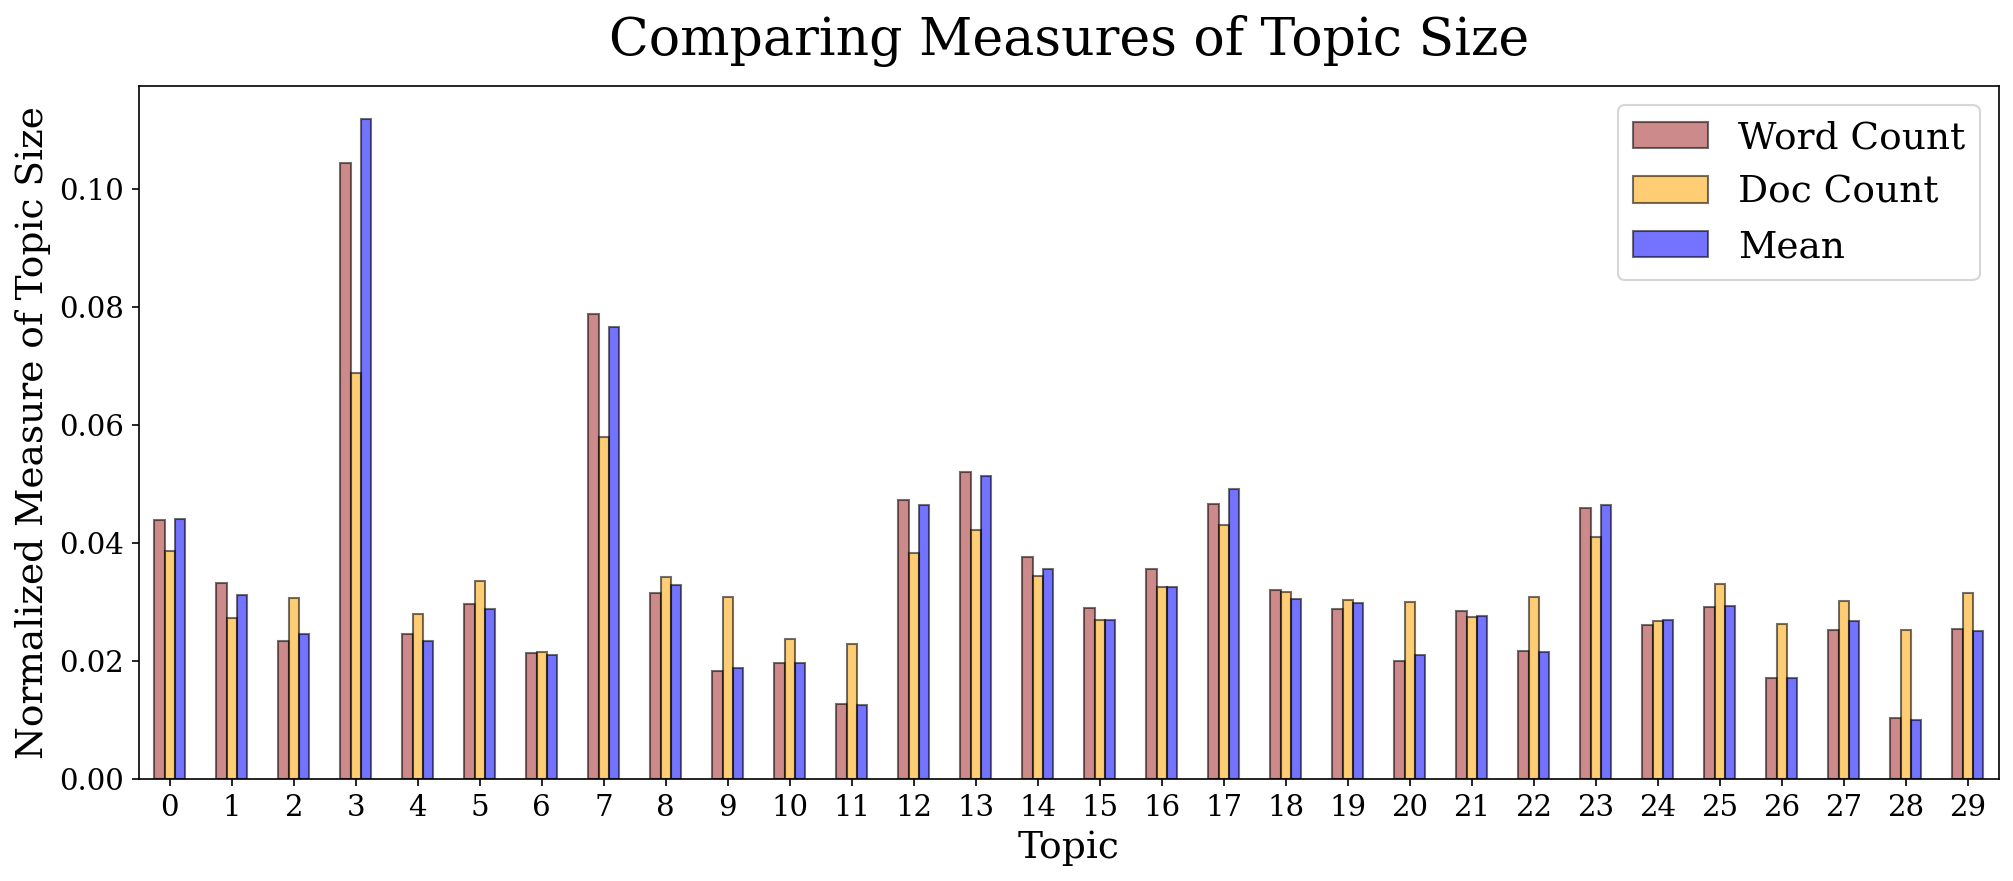 Comparing Measures of Topic Size
Normalized Measure of Topic Size
0.10
0.08
0.06
0.04
0.02
0.00
Word Count
Doc Count
Mean
0 1 2 3 4 5 6 7 8 9 10 11 12 13 14 15 16 17 18 19 20 21 22 23 24 25 26 27 28 29
Topic